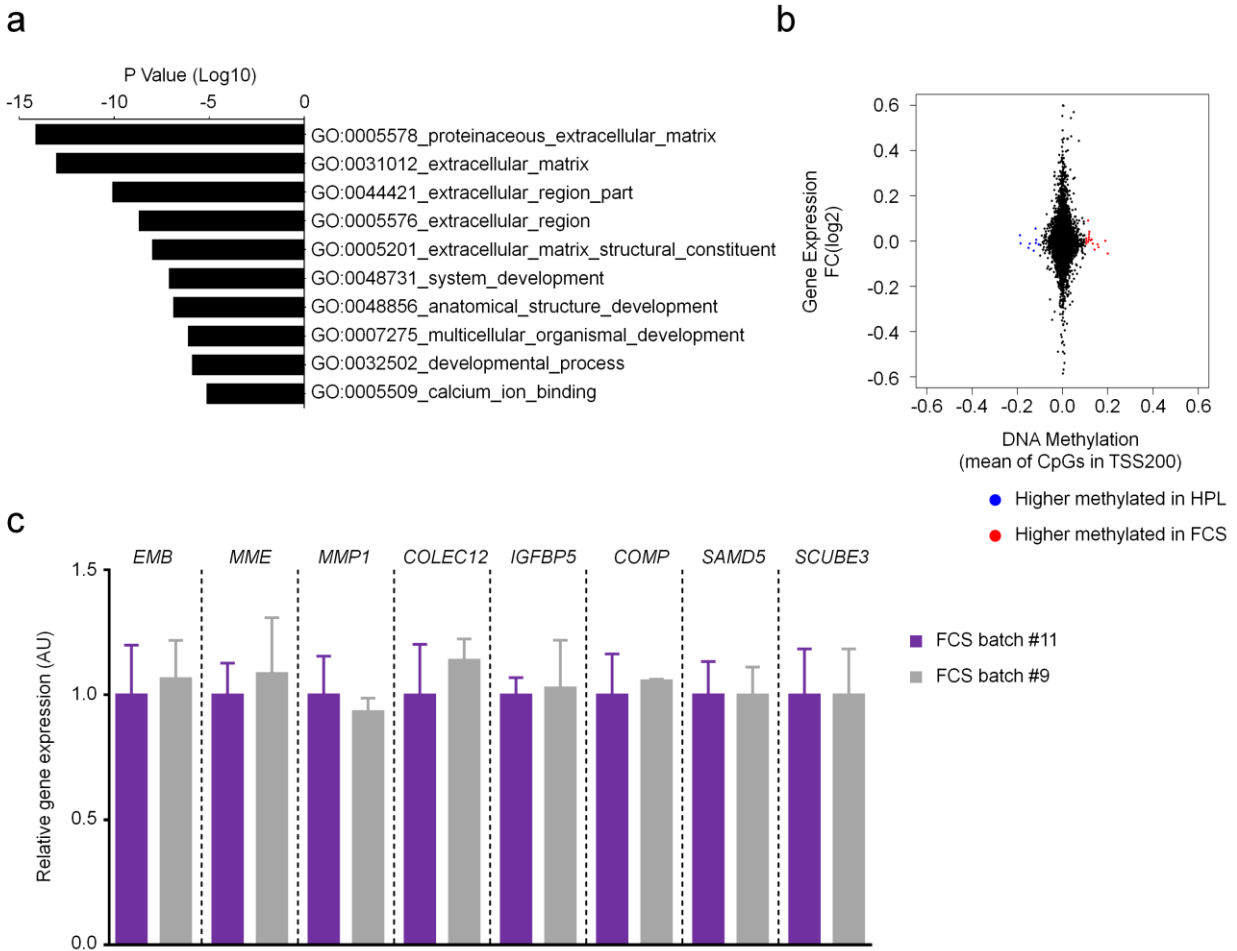 a
P Value (Log10)
-15 -10 -5 0
GO:0005578_proteinaceous_extracellular_matrix
GO:0031012_extracellular_matrix
GO:0044421_extracellular_region_part
GO:0005576_extracellular_region
GO:0005201_extracellular_matrix_structural_constituent
GO:0048731_system_development
GO:0048856_anatomical_structure_development
GO:0007275_multicellular_organismal_development
GO:0032502_developmental_process
GO:0005509_calcium_ion_binding
b
Gene Expression
FC(log2)
0.6
0.4
0.2
0.0
-0.2
-0.4
-0.6
-0.6 -0.4 -0.2 0.0 0.2 0.4 0.6
DNA Methylation
(mean of CpGs in TSS200)
Higher methylated in HPL
Higher methylated in FCS
c
EMB MME MMP1 COLEC12 IGFBP5 COMP SAMD5 SCUBE3
Relative gene expression (AU)
1.5
1.0
0.5
0.0
FCS batch #11
FCS batch #9